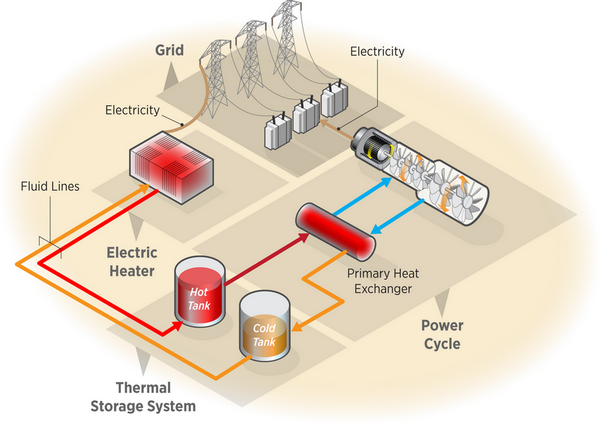 Grid
Electricity
Electricity
Fluid Lines
Electric
Heater
Hot
Tank
Cold
Tank
Primary Heat
Exchanger
Power
Cycle
Thermal
Storage System